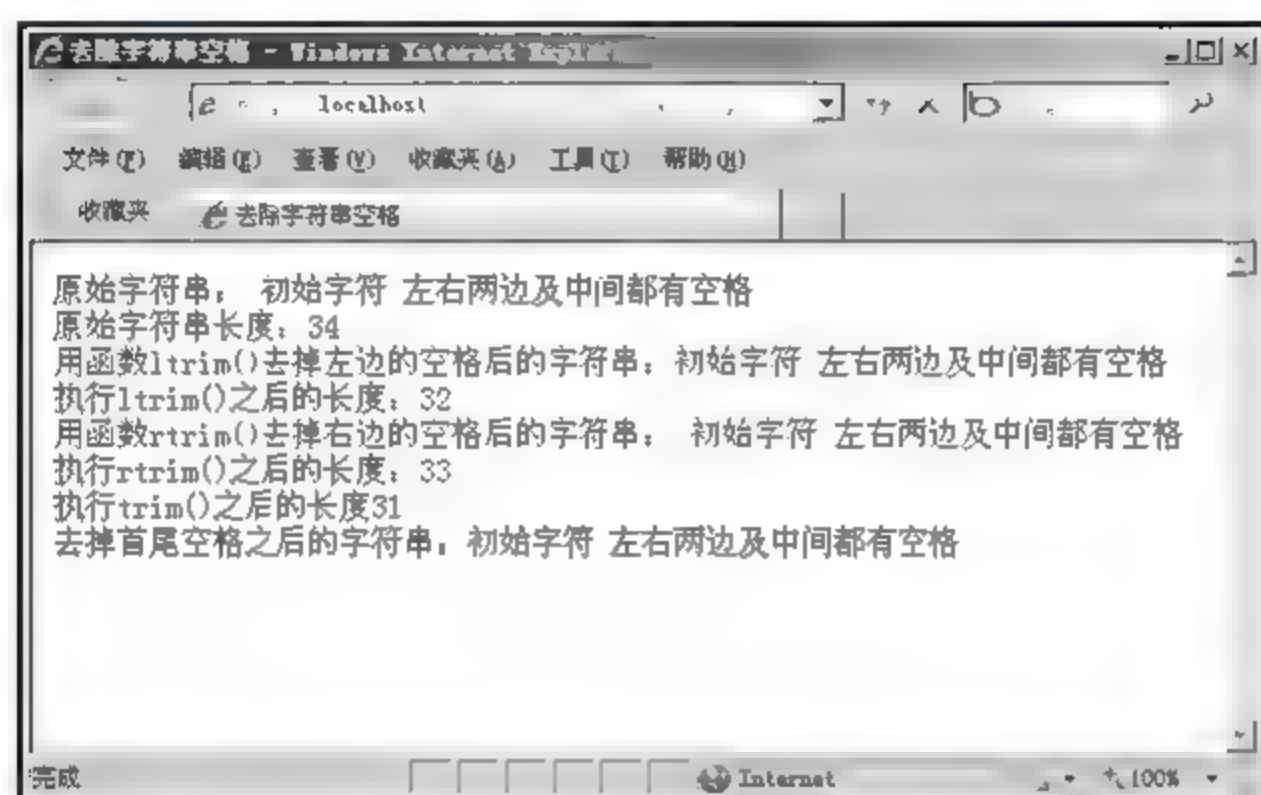 去除字符串空格 - Windows Internet Explorer
localhost
文件(F) 编辑(E) 查看(V) 收藏夹(A) 工具(T) 帮助(H)
收藏夹 去除字符串空格
原始字符串： 初始字符 左右两边及中间都有空格
原始字符串长度：34
用函数ltrim()去掉左边的空格后的字符串：初始字符 左右两边及中间都有空格
执行ltrim()之后的长度：32
用函数rtrim()去掉右边的空格后的字符串： 初始字符 左右两边及中间都有空格
执行rtrim()之后的长度：33
执行trim()之后的长度31
去掉首尾空格之后的字符串：初始字符 左右两边及中间都有空格
完成 Internet 100%